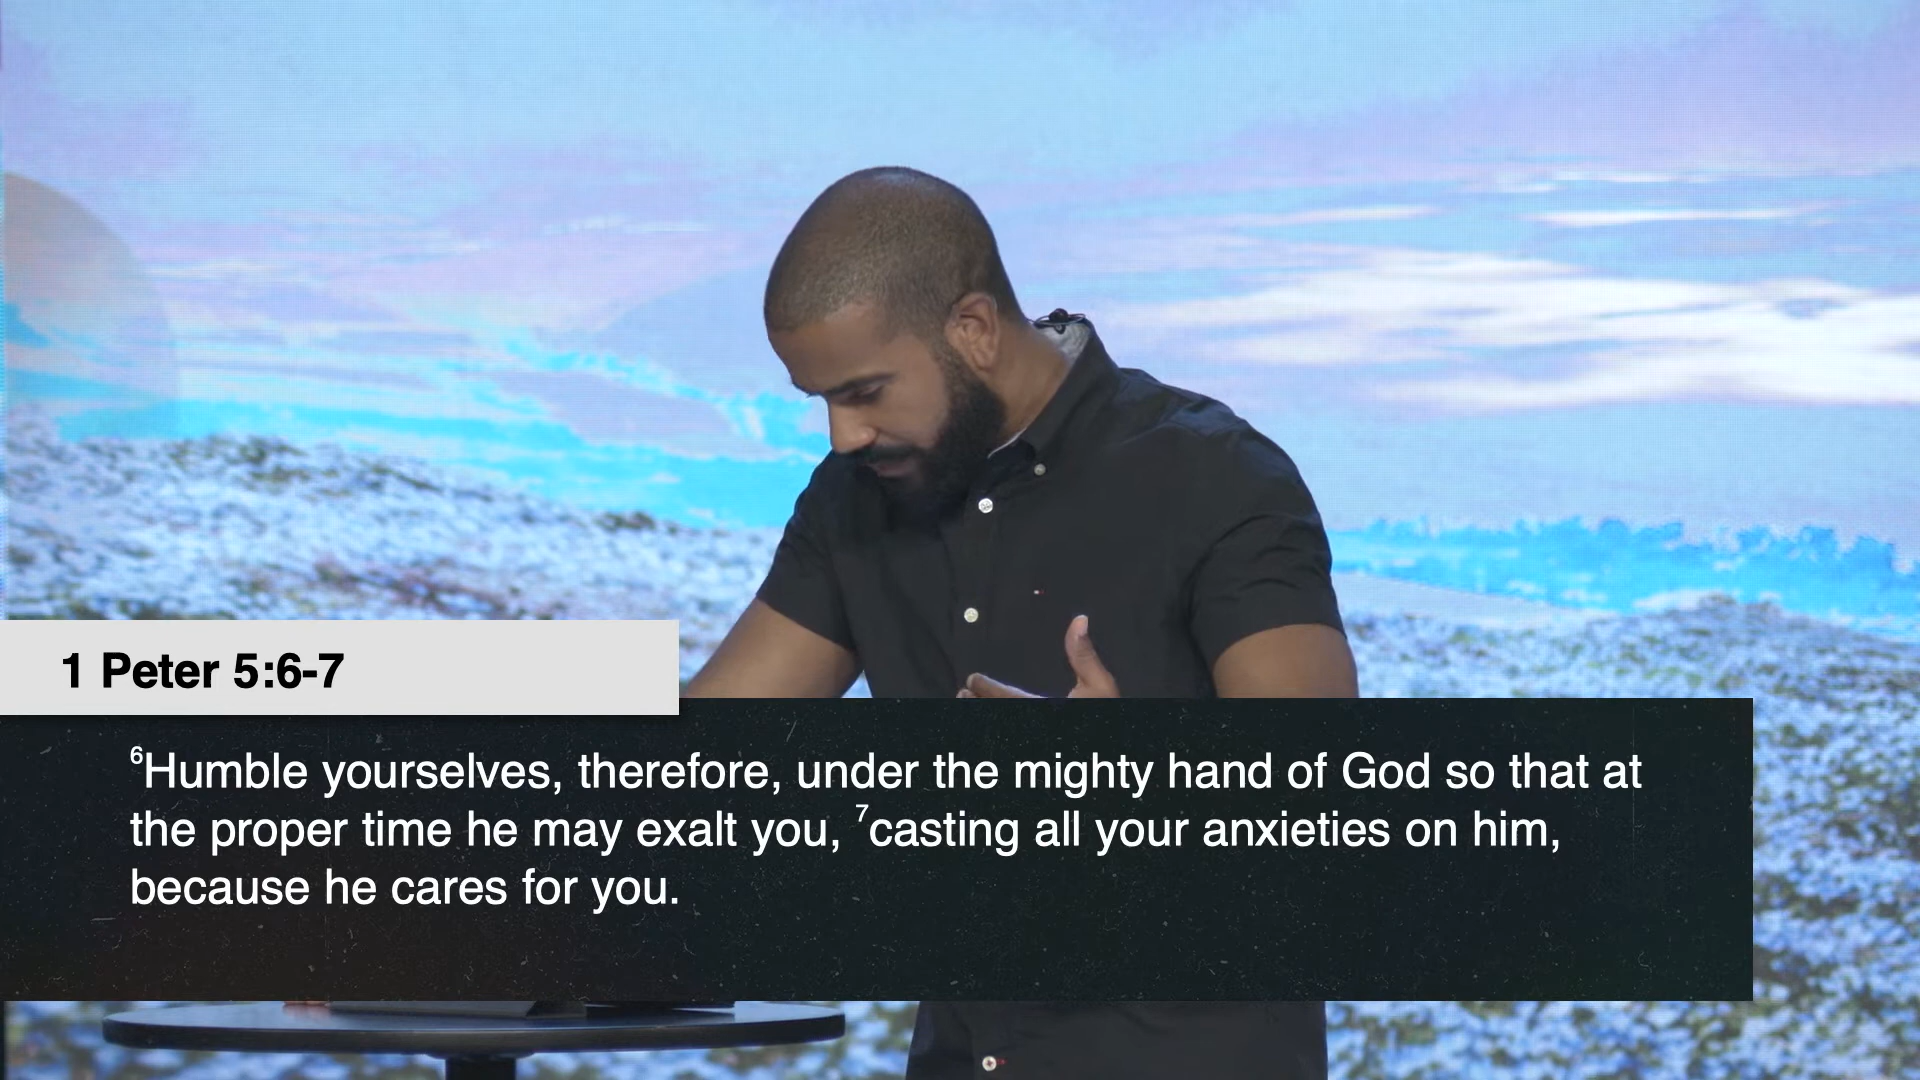 1 Peter 5:6-7
⁶Humble yourselves, therefore, under the mighty hand of God so that at
the proper time he may exalt you, ⁷casting all your anxieties on him,
because he cares for you.